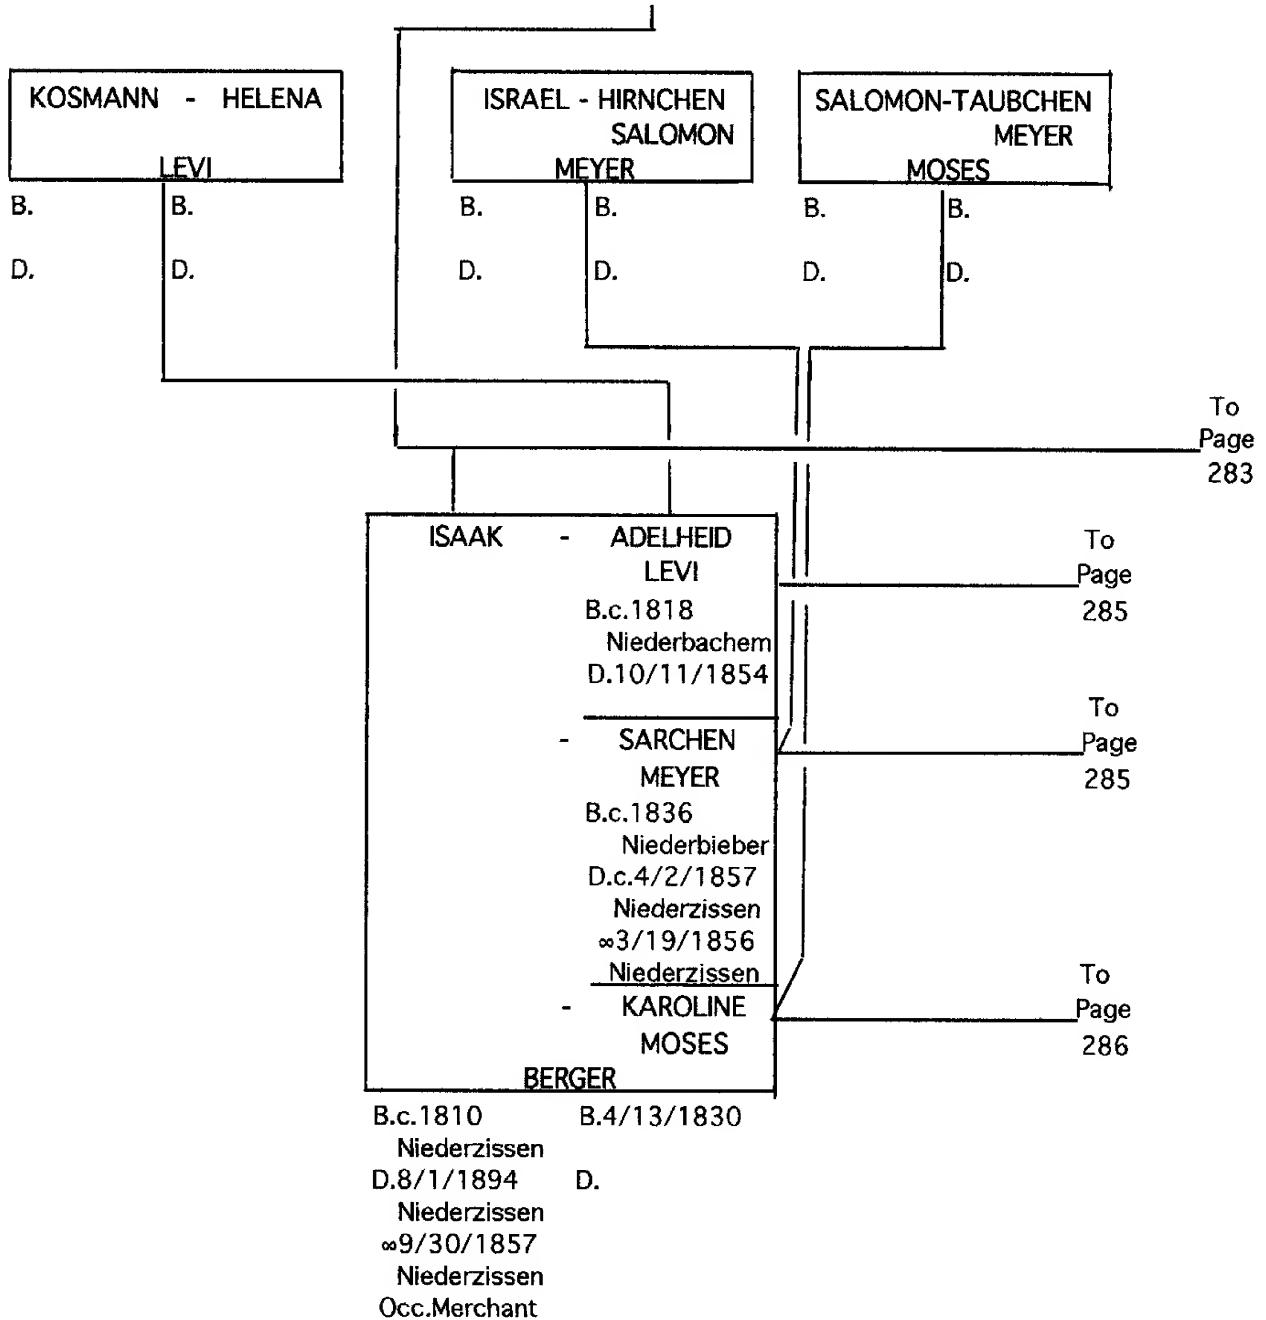 KOSMANN - HELENA
LEVI
B. B.
D. D.
ISRAEL - HIRNCHEN
SALOMON
MEYER
B. B.
D. D.
SALOMON-TAUBCHEN
MEYER
MOSES
B. B.
D. D.
To
Page
283
ISAAK - ADELHEID
LEVI
B.c.1818
Niederbachem
D.10/11/1854
To
Page
285
- SARCHEN
MEYER
B.c.1836
Niederbieber
D.c.4/2/1857
Niederzissen
∞3/19/1856
Niederzissen
To
Page
285
- KAROLINE
MOSES
BERGER
To
Page
286
B.c.1810 B.4/13/1830
Niederzissen
D.8/1/1894 D.
Niederzissen
∞9/30/1857
Niederzissen
Occ.Merchant